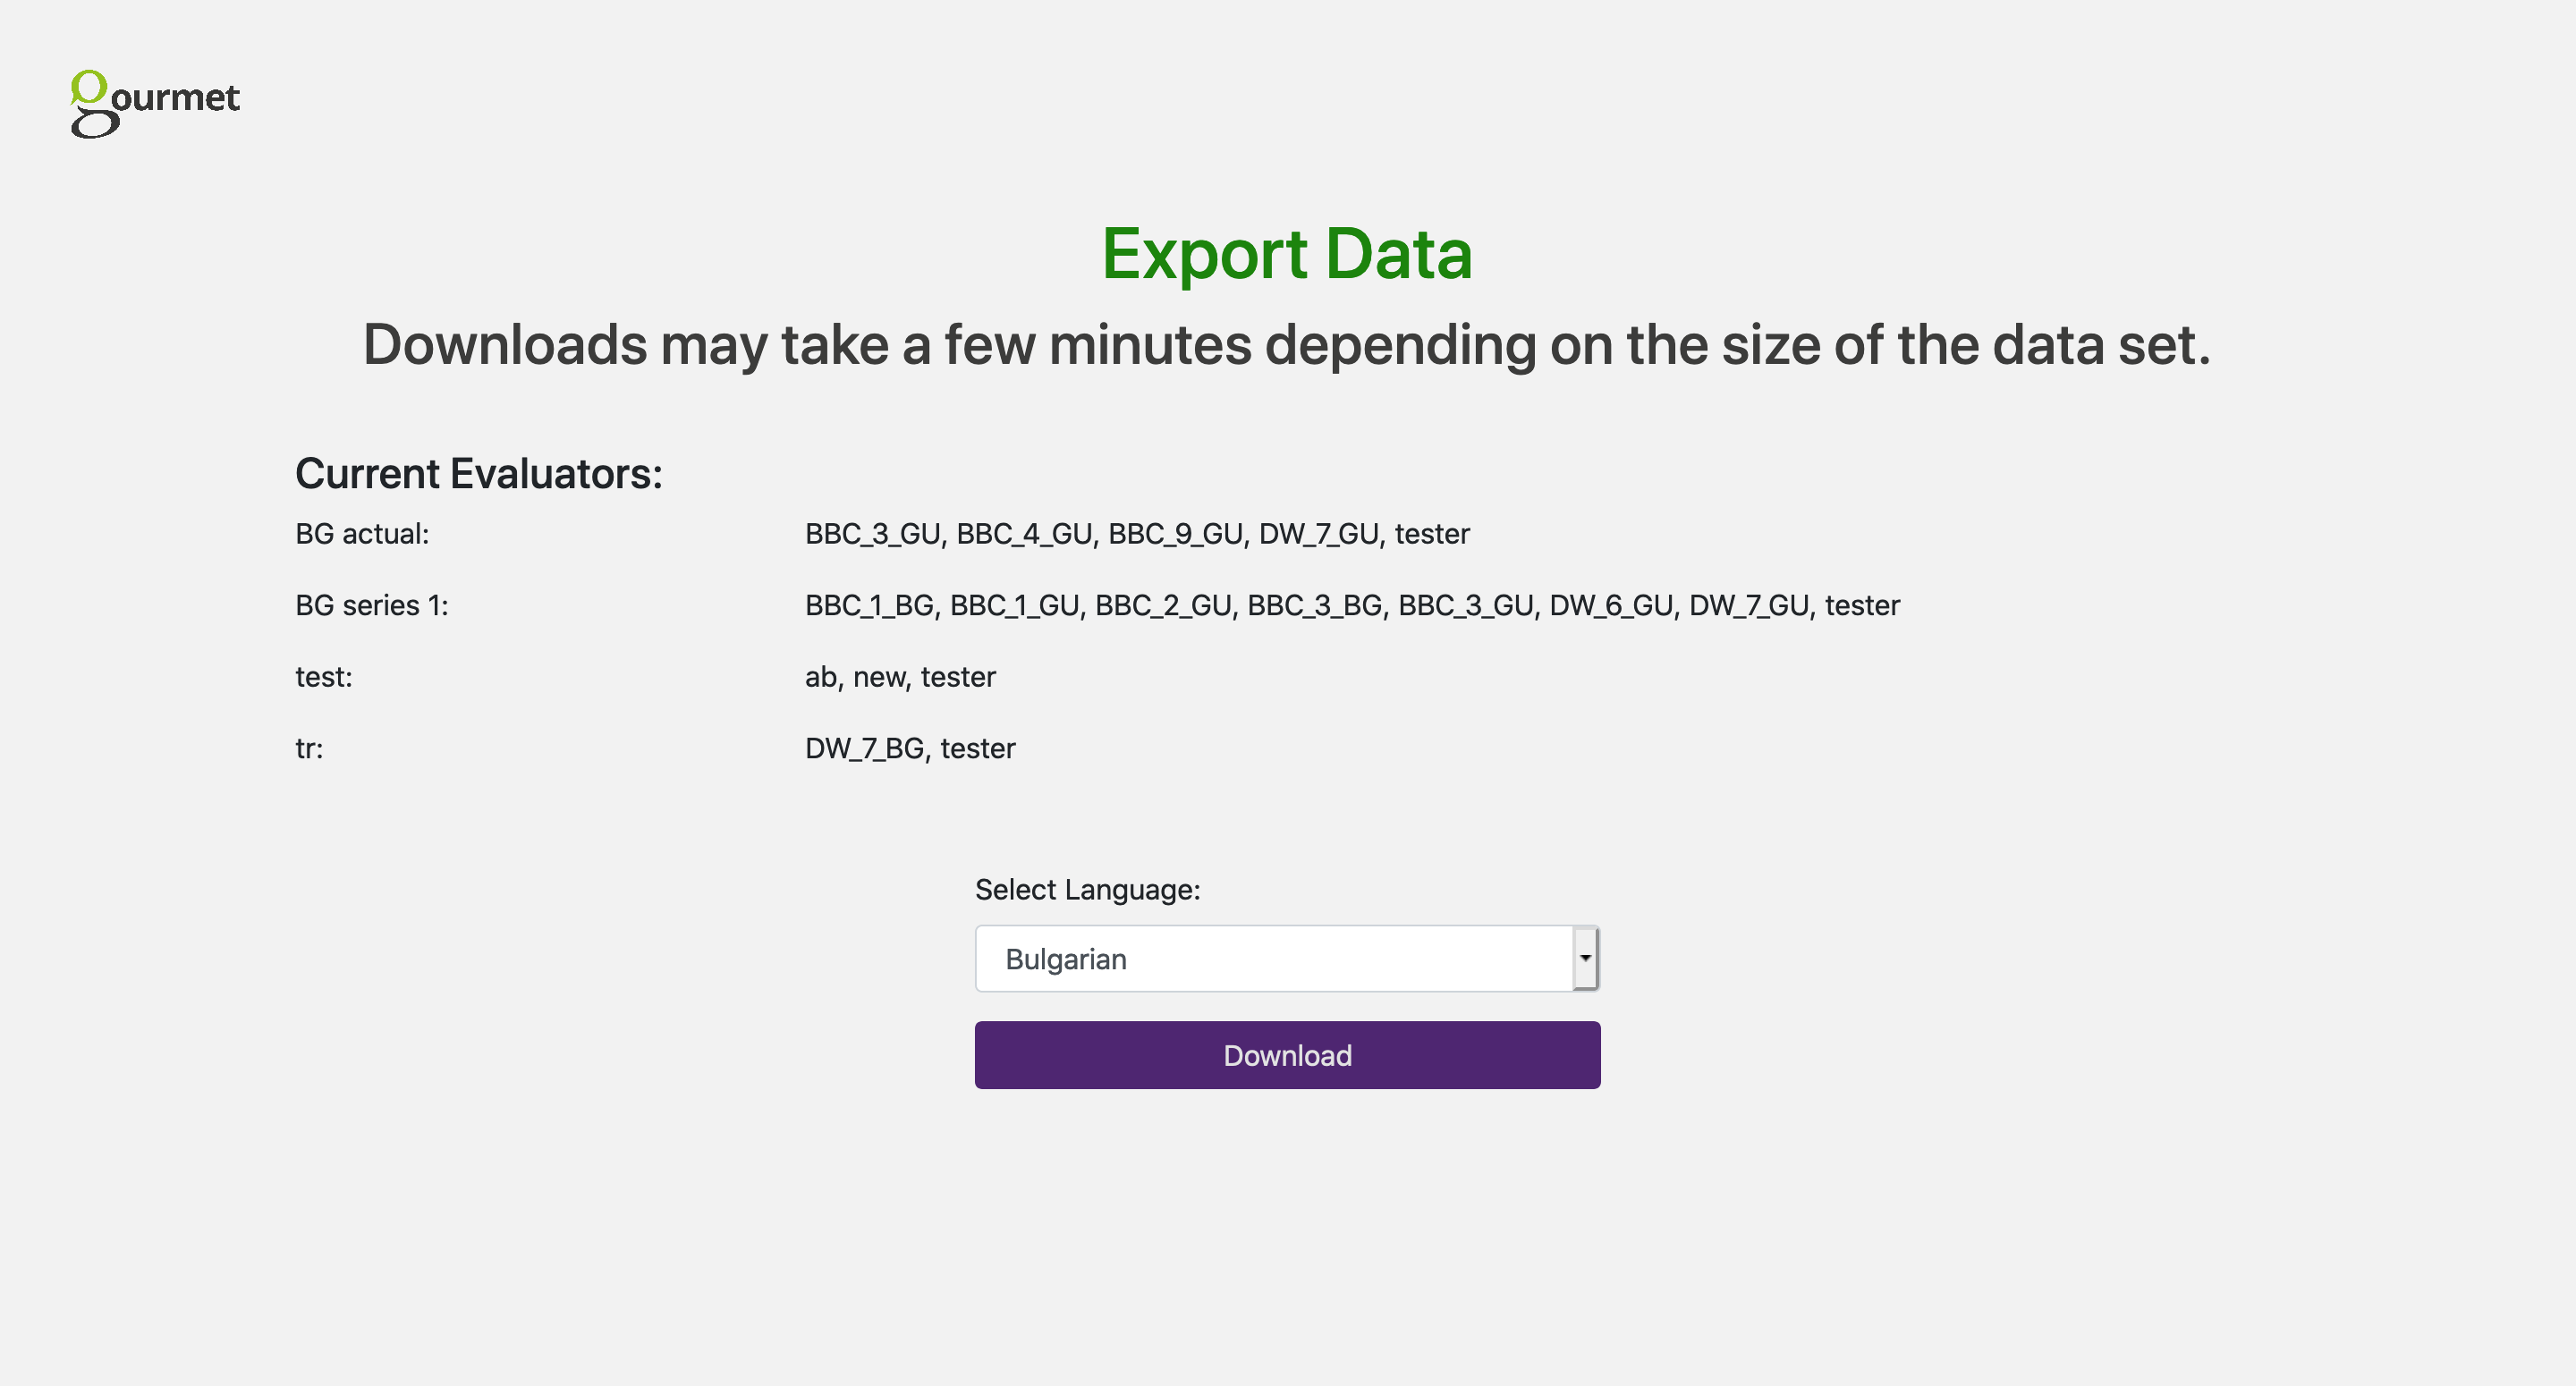 gourmet
Export Data
Downloads may take a few minutes depending on the size of the data set.
Current Evaluators:
BG actual: BBC_3_GU, BBC_4_GU, BBC_9_GU, DW_7_GU, tester
BG series 1: BBC_1_BG, BBC_1_GU, BBC_2_GU, BBC_3_BG, BBC_3_GU, DW_6_GU, DW_7_GU, tester
test: ab, new, tester
tr: DW_7_BG, tester
Select Language:
Bulgarian
Download